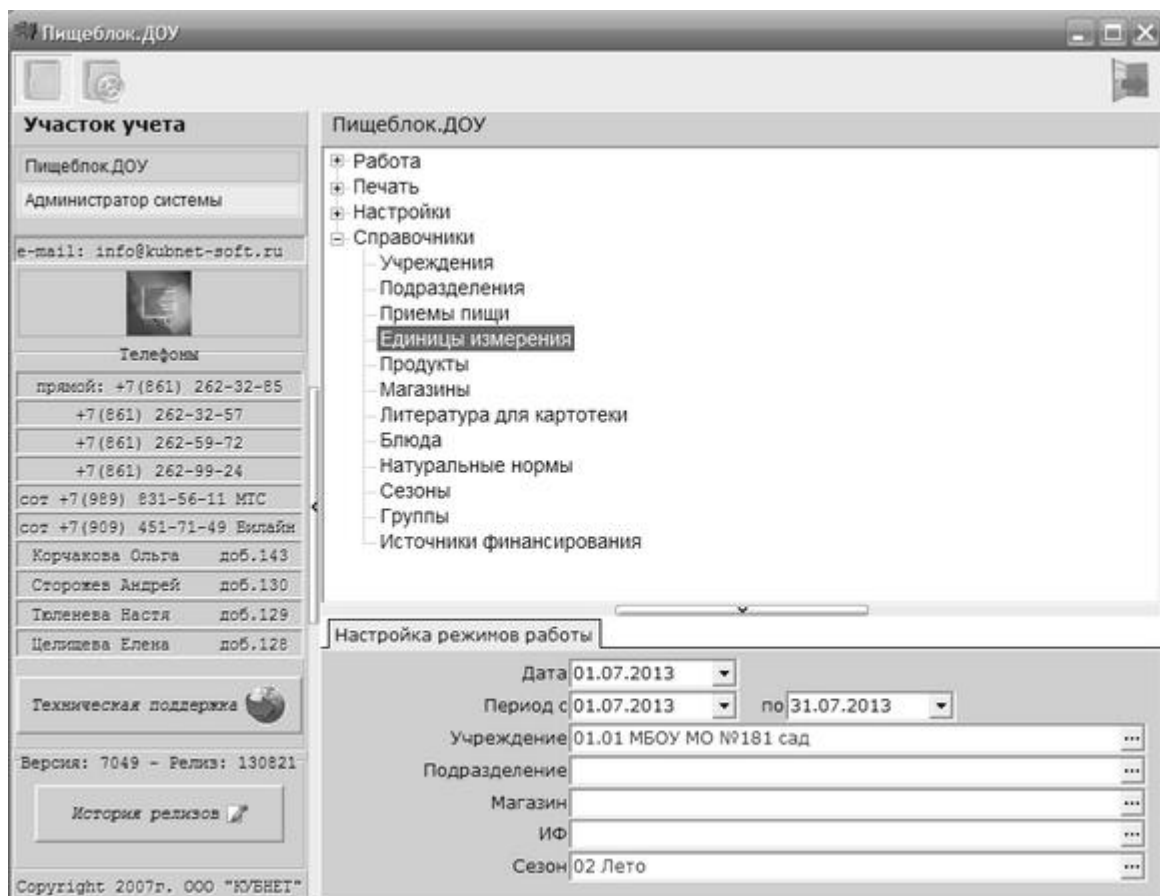 Пищеблок.ДОУ
Участок учета
Пищеблок.ДОУ
Администратор системы
e-mail: info@kubnet-soft.ru
Телефоны
прямой: +7(861) 262-32-85
+7(861) 262-32-57
+7(861) 262-59-72
+7(861) 262-99-24
сот +7(989) 831-56-11 МТС
сот +7(909) 451-71-49 Билайн
Корчакова Ольга доб.143
Сторожев Андрей доб.130
Тюленева Настя доб.129
Целищева Елена доб.128
Техническая поддержка
Версия: 7049 - Релиз: 130821
История релизов
Copyright 2007г. ООО "КУБНЕТ"
Пищеблок.ДОУ
Работа
Печать
Настройки
Справочники
Учреждения
Подразделения
Приемы пищи
Единицы измерения
Продукты
Магазины
Литература для картотеки
Блюда
Натуральные нормы
Сезоны
Группы
Источники финансирования
Настройка режимов работы
Дата 01.07.2013
Период с 01.07.2013 по 31.07.2013
Учреждение 01.01 МБОУ МО №181 сад
Подразделение
Магазин
ИФ
Сезон 02 Лето